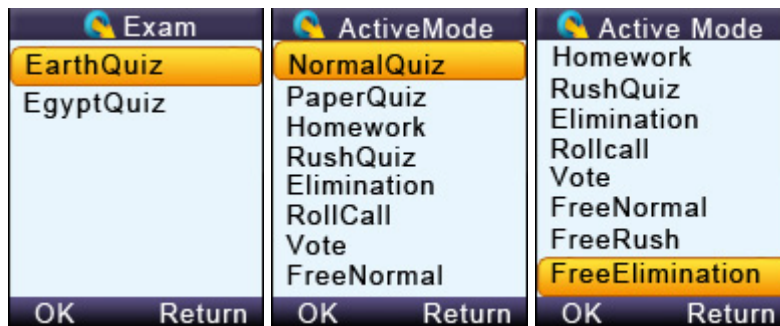 Exam
EarthQuiz
EgyptQuiz
OK Return
ActiveMode
NormalQuiz
PaperQuiz
Homework
RushQuiz
Elimination
RollCall
Vote
FreeNormal
OK Return
Active Mode
Homework
RushQuiz
Elimination
Rollcall
Vote
FreeNormal
FreeRush
FreeElimination
OK Return